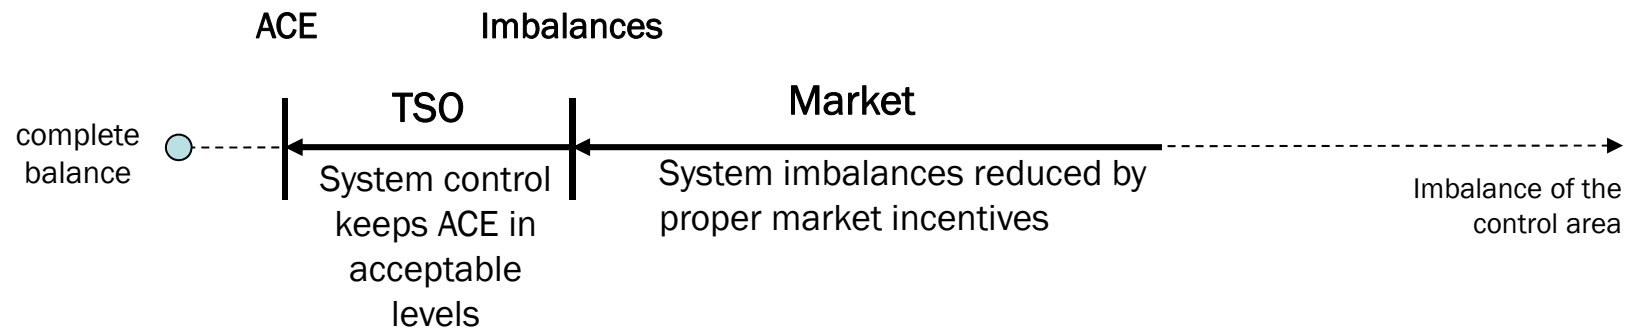 ACE
Imbalances
TSO
Market
complete
balance
System control
keeps ACE in
acceptable
levels
System imbalances reduced by
proper market incentives
Imbalance of the
control area